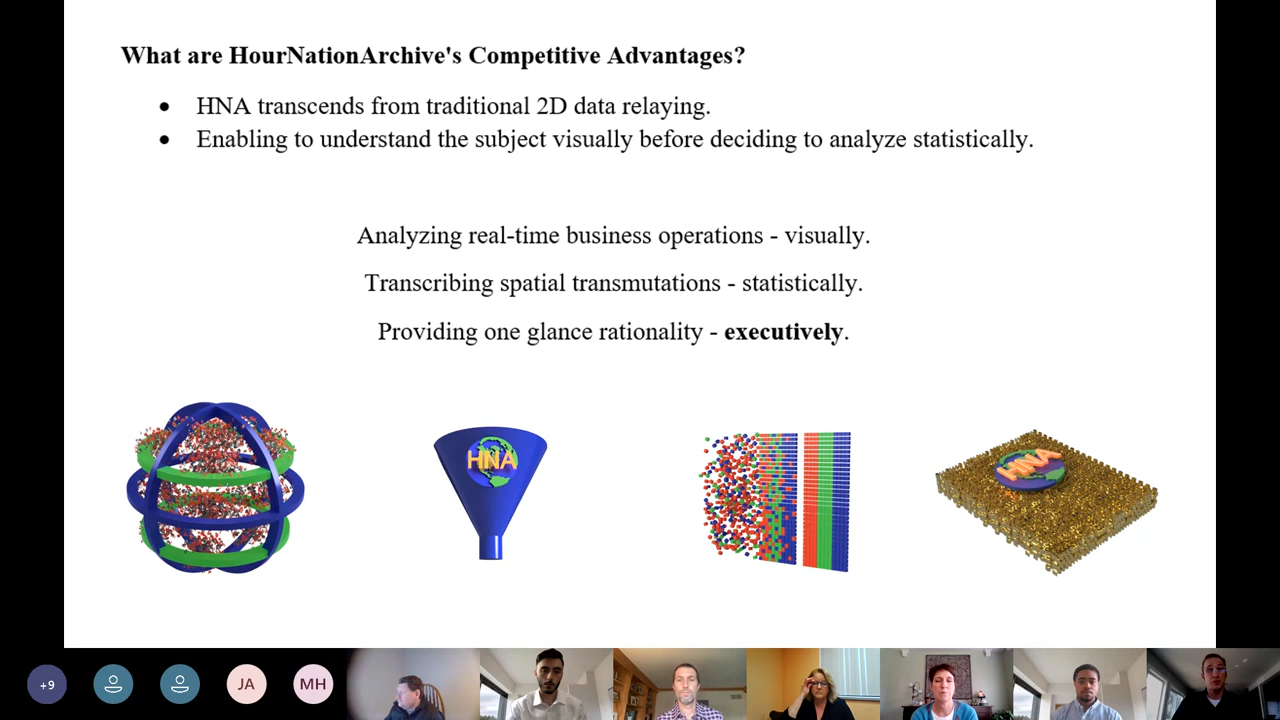 What are HourNationArchive's Competitive Advantages?
• HNA transcends from traditional 2D data relaying.
• Enabling to understand the subject visually before deciding to analyze statistically.
Analyzing real-time business operations - visually.
Transcribing spatial transmutations - statistically.
Providing one glance rationality - executively.
HNA
HNA
+9
JA
MH